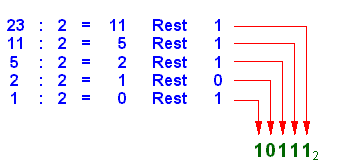 23 : 2 = 11 Rest 1
11 : 2 = 5 Rest 1
5 : 2 = 2 Rest 1
2 : 2 = 1 Rest 0
1 : 2 = 0 Rest 1
10111₂